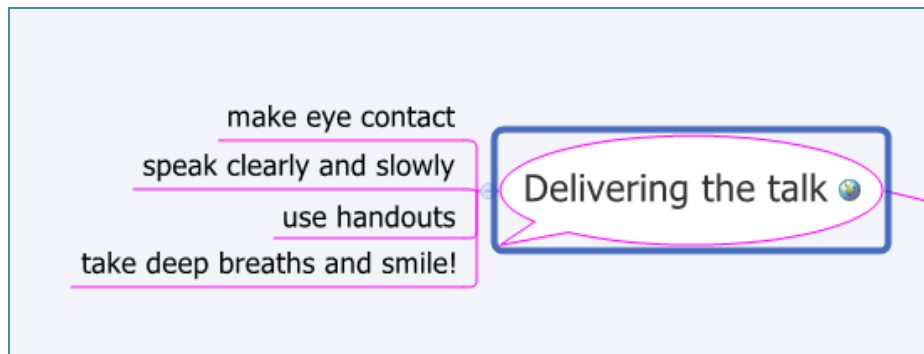 make eye contact
speak clearly and slowly
use handouts
take deep breaths and smile!
Delivering the talk